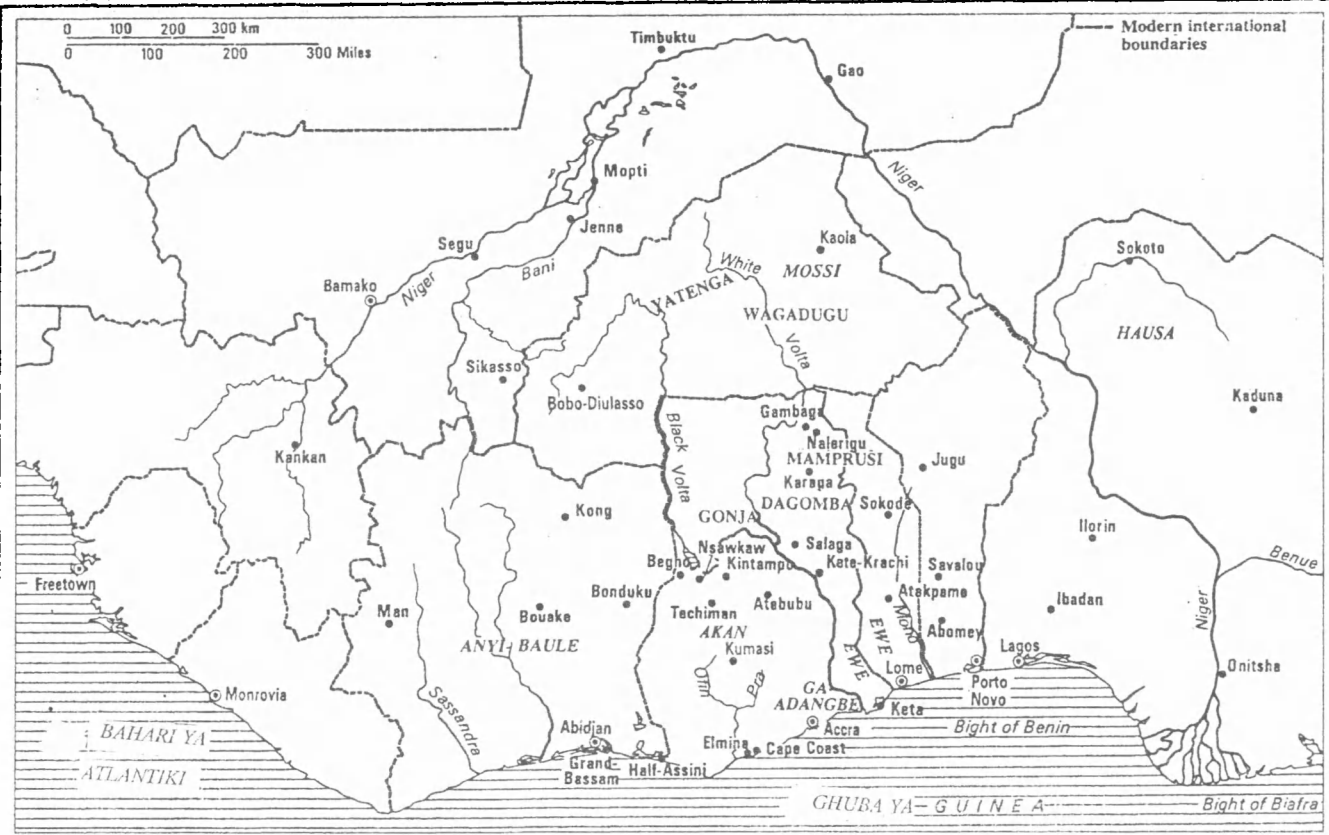 0 100 200 300 km
0 100 200 300 Miles
Modern international
boundaries
Timbuktu
Gao
Niger
Mopti
Jenne
Segu
Bani
Bamako
Niger
Kaoia
MOSSI
White
Volta
YATENGA
WAGADUGU
Sokoto
HAUSA
Kaduna
Sikasso
Bobo-Diulasso
Black
Volta
Gambaga
Nalerigu
MAMPRUSI
Karaga
DAGOMBA
Jugu
Kankan
Kong
GONJA
Sokode
Ilorin
Salaga
Nsawkaw
Begho
Kintampo
Kete-Krachi
Savalou
Benue
Freetown
Man
Bouake
Bonduku
Techiman
Atebubu
Atakpame
Ibadan
ANYI-BAULE
AKAN
Kumasi
EWE
EWE
Mono
Abomey
Niger
Ofin
Pra
Lome
Lagos
Onitsha
Monrovia
Sassandra
GA
ADANGBE
Keta
Porto
Novo
Accra
Bight of Benin
BAHARI YA
ATLANTIKI
Abidjan
Grand-
Bassam
Half-Assini
Elmina
Cape Coast
GHUBA YA GUINEA
Bight of Biafra